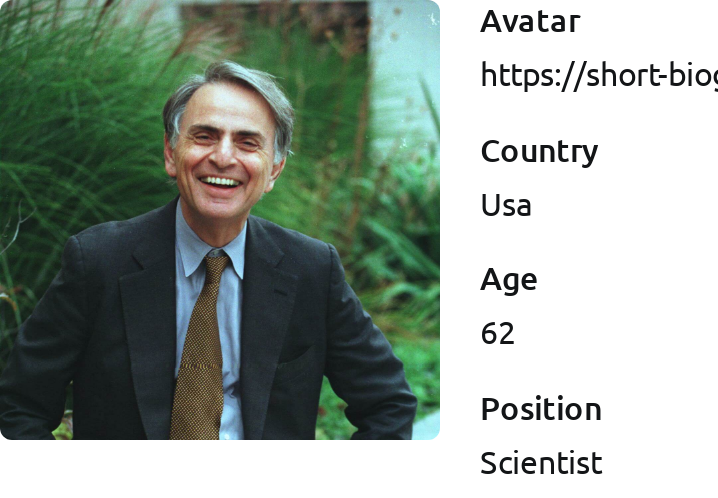 Avatar
https://short-biog
Country
Usa
Age
62
Position
Scientist